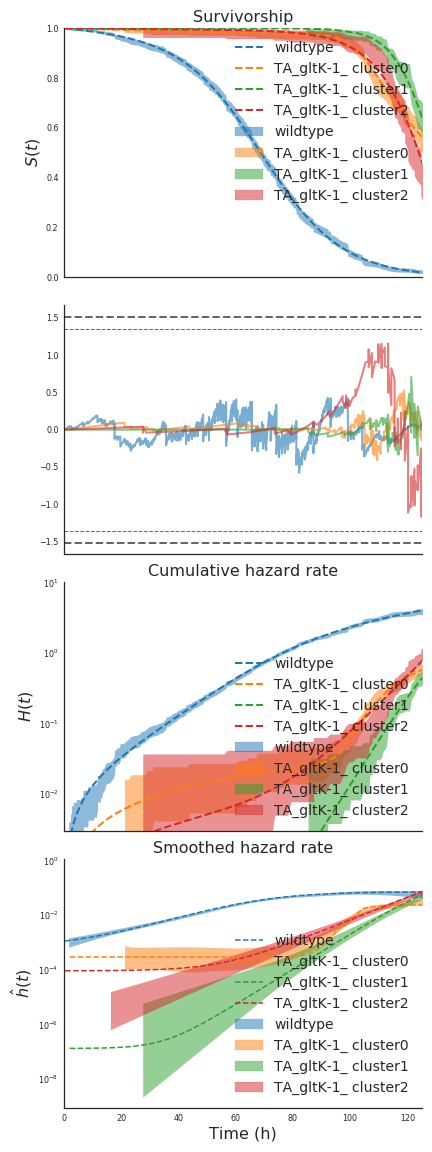 Survivorship
1.0
0.8
0.6
0.4
0.2
0.0
S(t)
wildtype
TA_gltK-1_ cluster0
TA_gltK-1_ cluster1
TA_gltK-1_ cluster2
wildtype
TA_gltK-1_ cluster0
TA_gltK-1_ cluster1
TA_gltK-1_ cluster2
1.5
1.0
0.5
0.0
−0.5
−1.0
−1.5
Cumulative hazard rate
10¹
10⁰
10⁻¹
10⁻²
H(t)
wildtype
TA_gltK-1_ cluster0
TA_gltK-1_ cluster1
TA_gltK-1_ cluster2
wildtype
TA_gltK-1_ cluster0
TA_gltK-1_ cluster1
TA_gltK-1_ cluster2
Smoothed hazard rate
10⁰
10⁻²
10⁻⁴
10⁻⁶
10⁻⁸
ĥ(t)
wildtype
TA_gltK-1_ cluster0
TA_gltK-1_ cluster1
TA_gltK-1_ cluster2
wildtype
TA_gltK-1_ cluster0
TA_gltK-1_ cluster1
TA_gltK-1_ cluster2
0 20 40 60 80 100 120
Time (h)